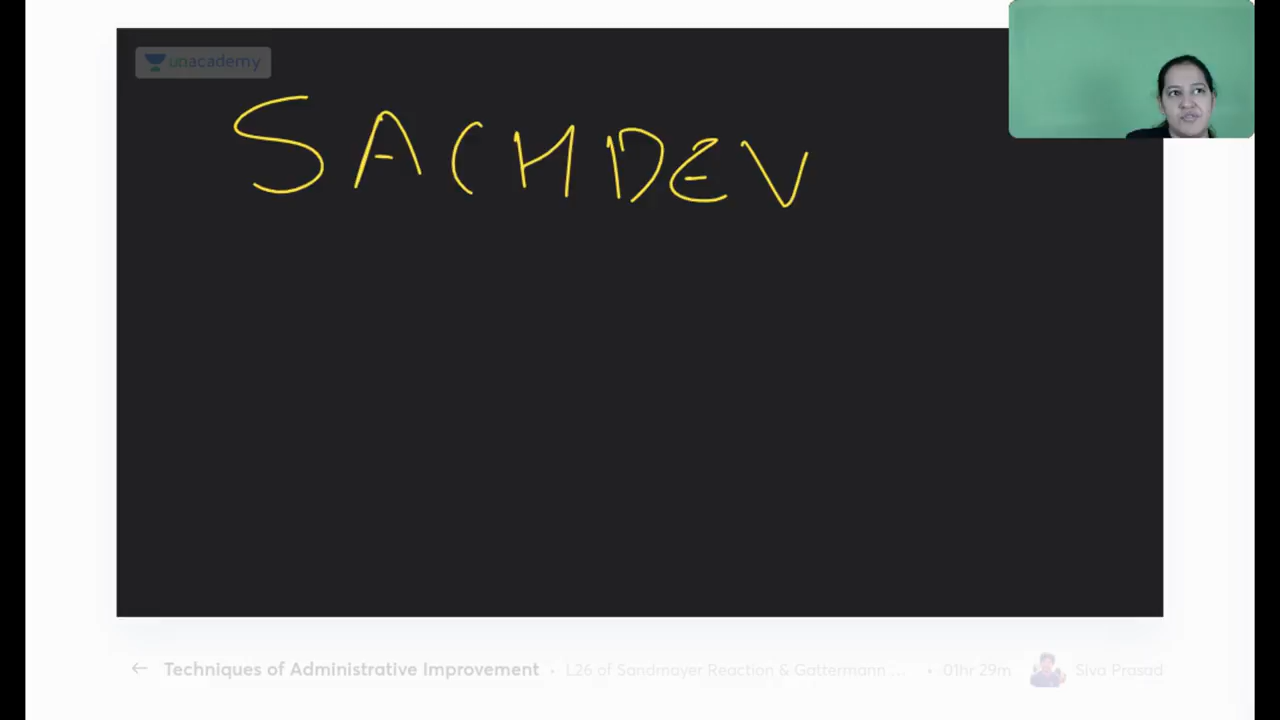 unacademy
SACHDEV
Techniques of Administrative Improvement • L26 of Sandmayer Reaction & Gattermann ... • 01hr 29m Siva Prasad